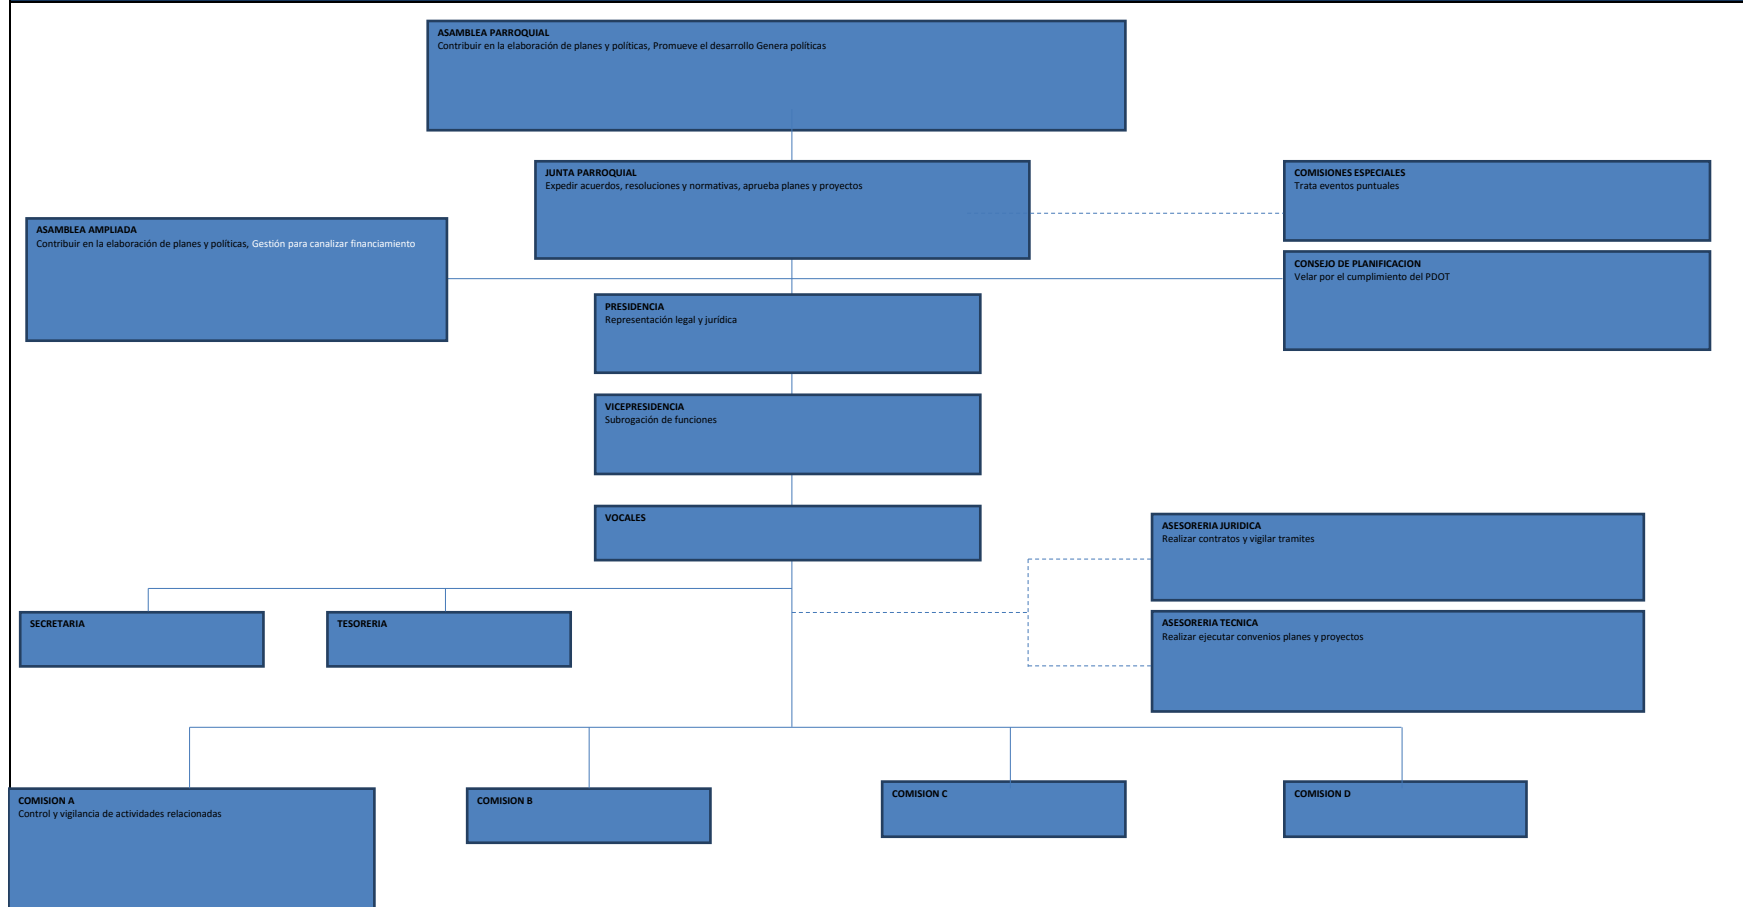 ASAMBLEA PARROQUIAL
Contribuir en la elaboración de planes y políticas, Promueve el desarrollo Genera políticas
JUNTA PARROQUIAL
Expedir acuerdos, resoluciones y normativas, aprueba planes y proyectos
COMISIONES ESPECIALES
Trata eventos puntuales
ASAMBLEA AMPLIADA
Contribuir en la elaboración de planes y políticas, Gestión para canalizar financiamiento
CONSEJO DE PLANIFICACION
Velar por el cumplimiento del PDOT
PRESIDENCIA
Representación legal y jurídica
VICEPRESIDENCIA
Subrogación de funciones
VOCALES
ASESORERIA JURIDICA
Realizar contratos y vigilar tramites
SECRETARIA
TESORERIA
ASESORERIA TECNICA
Realizar ejecutar convenios planes y proyectos
COMISION A
Control y vigilancia de actividades relacionadas
COMISION B
COMISION C
COMISION D